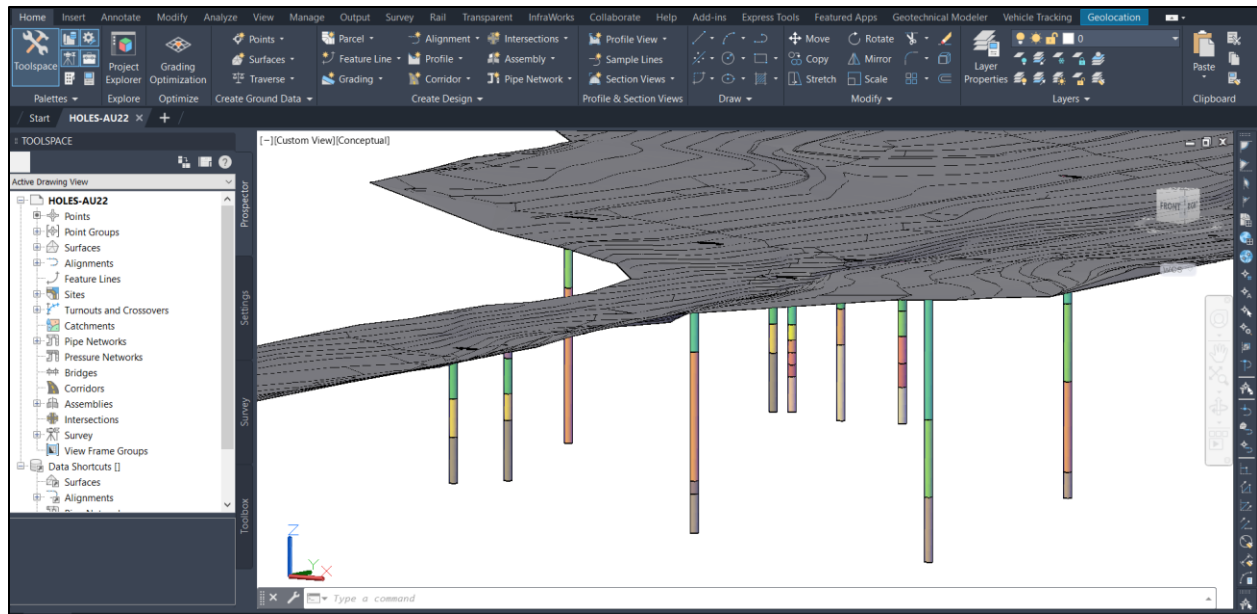 Home Insert Annotate Modify Analyze View Manage Output Survey Rail Transparent InfraWorks Collaborate Help Add-ins Express Tools Featured Apps Geotechnical Modeler Vehicle Tracking Geolocation
Points Parcel Alignment Intersections Profile View Move Rotate 0
Toolspace Project Explorer Grading Optimization Surfaces Feature Line Profile Assembly Sample Lines Copy Mirror Layer Properties Paste
Traverse Grading Corridor Pipe Network Section Views Stretch Scale
Palettes Explore Optimize Create Ground Data Create Design Profile & Section Views Draw Modify Layers Clipboard
Start HOLES-AU22
TOOLSPACE
[−][Custom View][Conceptual]
Active Drawing View
HOLES-AU22
Points
Point Groups
Surfaces
Alignments
Feature Lines
Sites
Turnouts and Crossovers
Catchments
Pipe Networks
Pressure Networks
Bridges
Corridors
Assemblies
Intersections
Survey
View Frame Groups
Data Shortcuts []
Surfaces
Alignments
Prospector
Settings
Survey
Toolbox
FRONT
Z
Y
X
Type a command